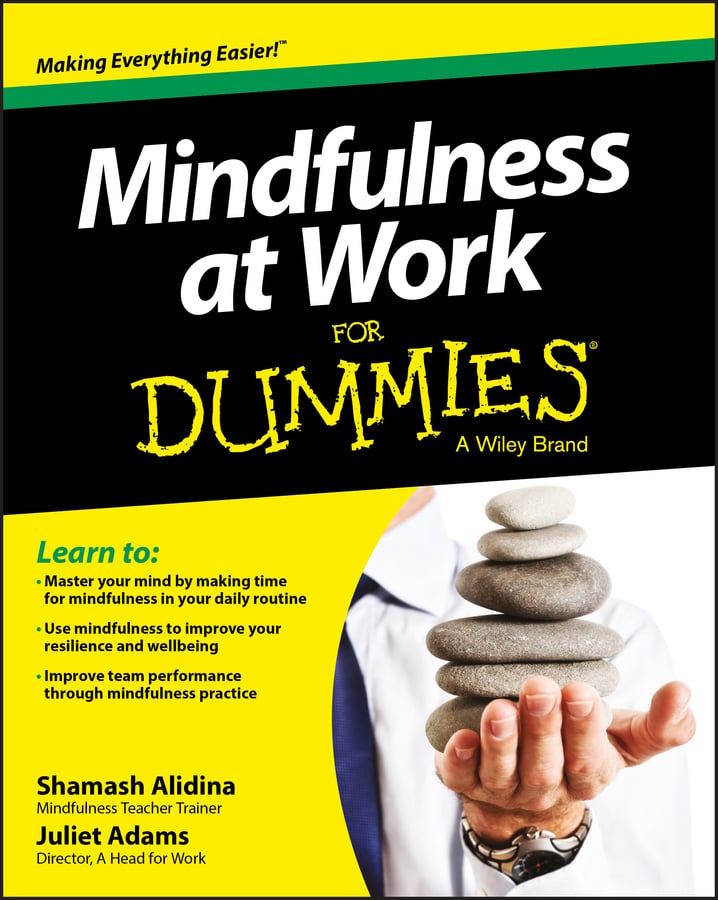 Making Everything Easier!™
Mindfulness
at Work
FOR
DUMMIES®
A Wiley Brand
Learn to:
• Master your mind by making time
for mindfulness in your daily routine
• Use mindfulness to improve your
resilience and wellbeing
• Improve team performance
through mindfulness practice
Shamash Alidina
Mindfulness Teacher Trainer
Juliet Adams
Director, A Head for Work